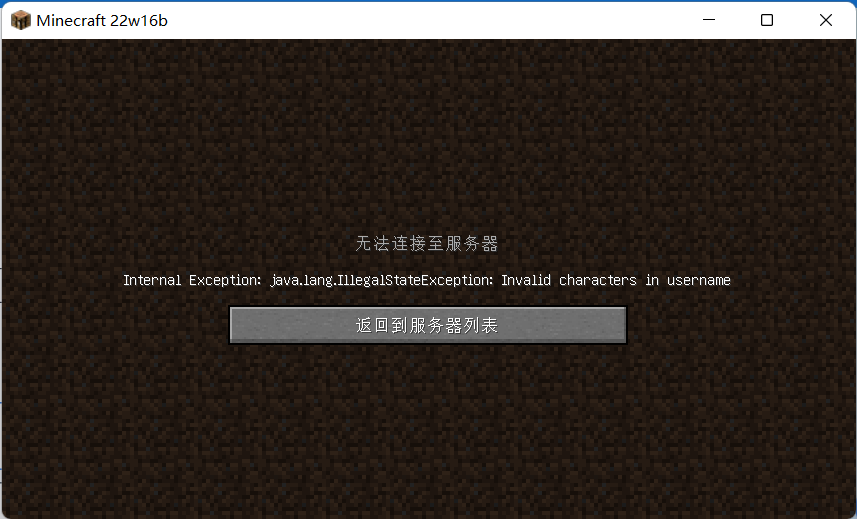 Minecraft 22w16b
无法连接至服务器
Internal Exception: java.lang.IllegalStateException: Invalid characters in username
返回到服务器列表